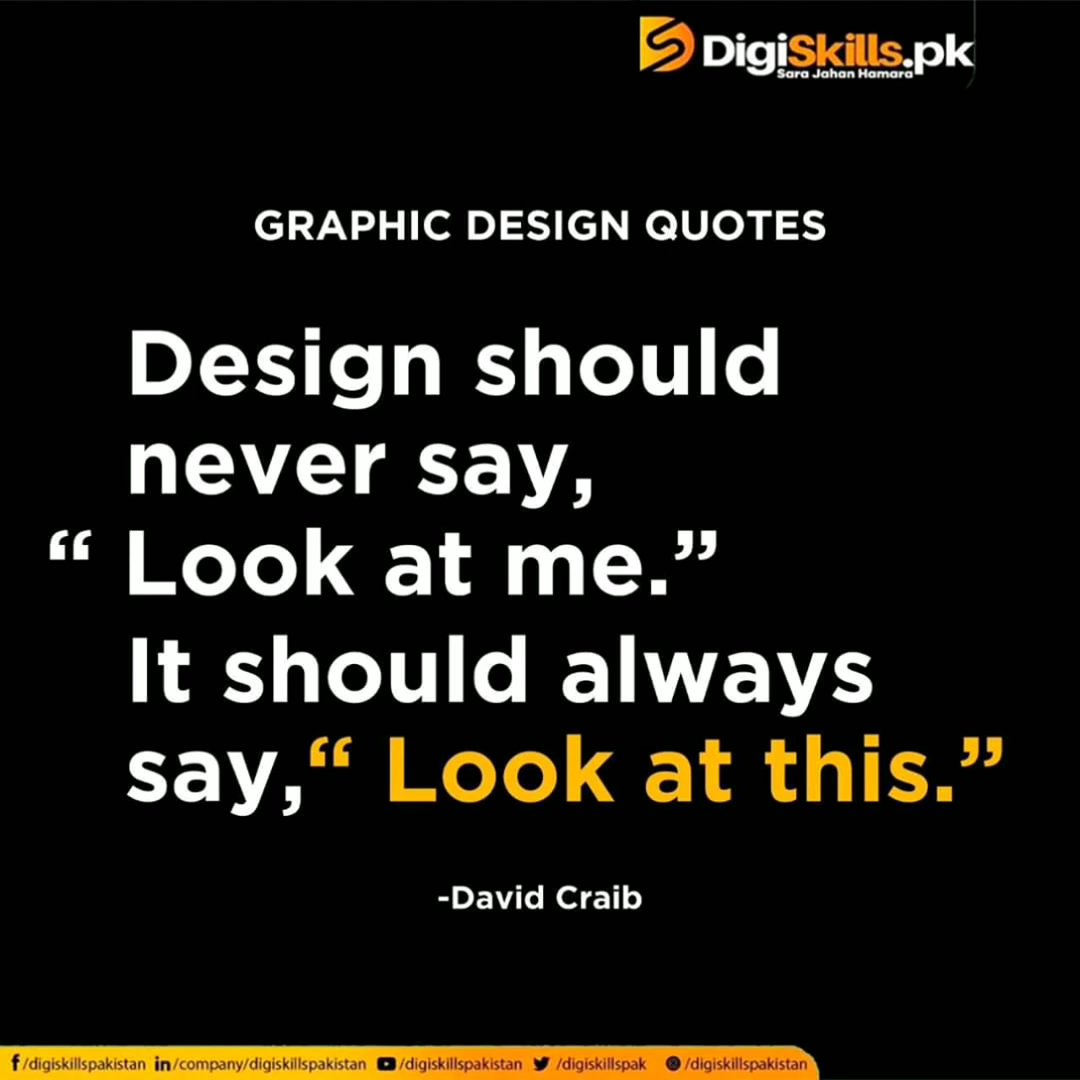 DigiSkills.pk
Sara Jahan Hamara
GRAPHIC DESIGN QUOTES
Design should
never say,
“ Look at me.”
It should always
say,“ Look at this.”
-David Craib
/digiskillspakistan in/company/digiskillspakistan /digiskillspakistan /digiskillspak /digiskillspakistan